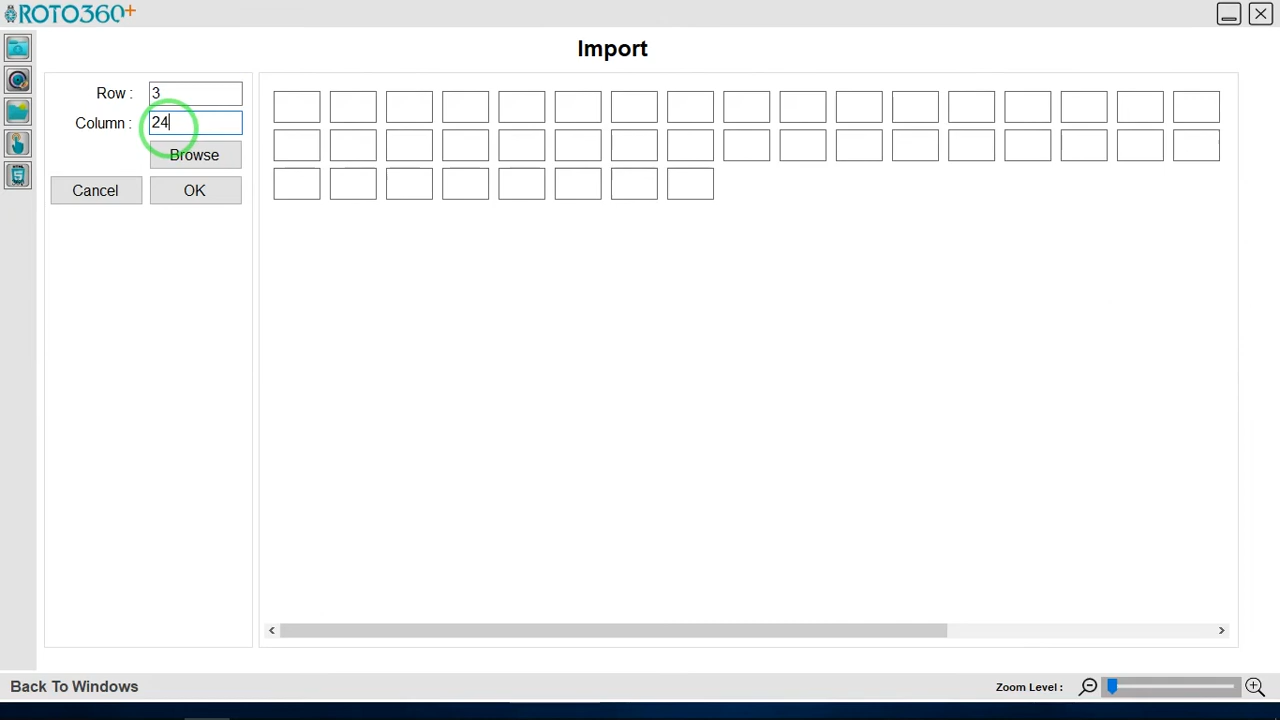 ROTO360+
Import
Row :
3
Column :
24
Browse
Cancel
OK
Back To Windows
Zoom Level :